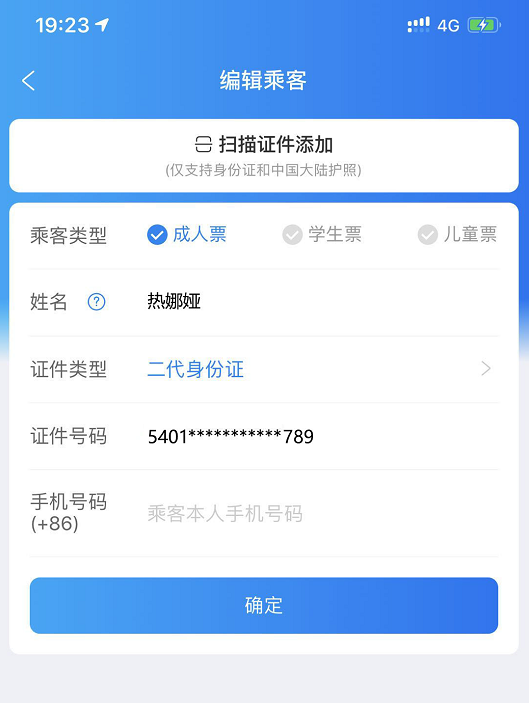 19:23 4G
编辑乘客
扫描证件添加
(仅支持身份证和中国大陆护照)
乘客类型 成人票 学生票 儿童票
姓名 ? 热娜娅
证件类型 二代身份证
证件号码 5401***********789
手机号码
(+86) 乘客本人手机号码
确定